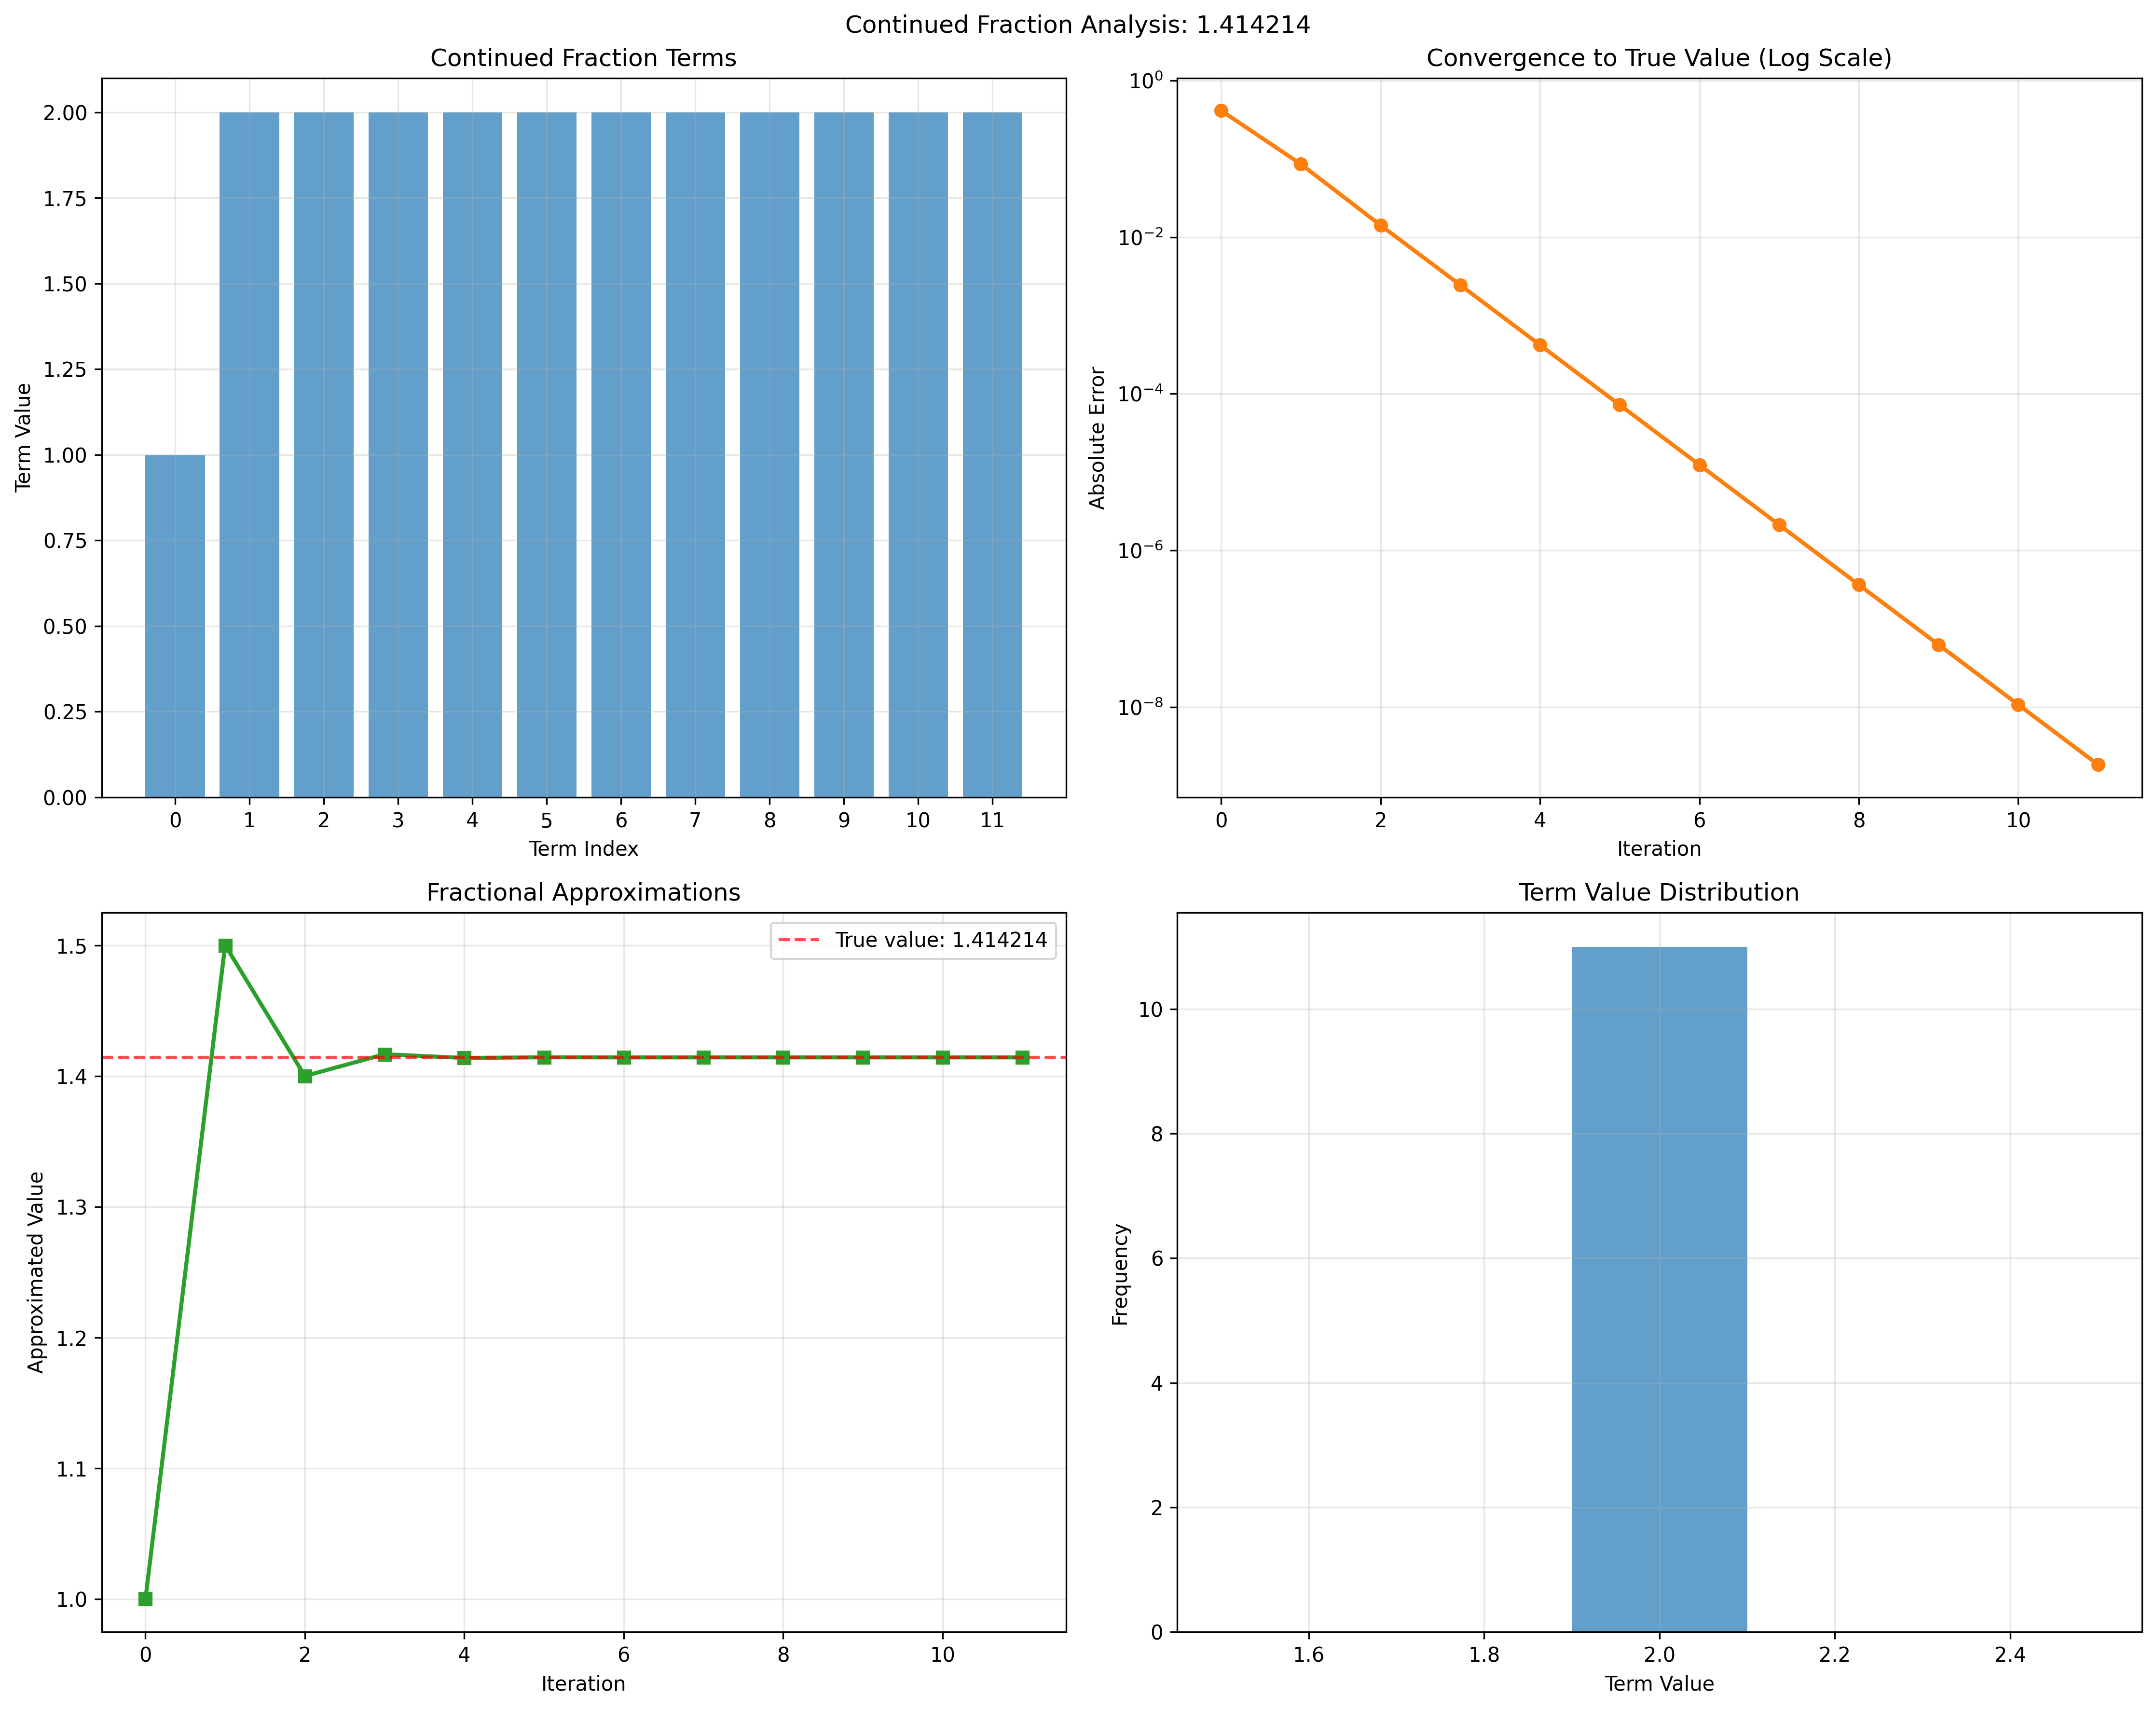 Continued Fraction Analysis: 1.414214
Continued Fraction Terms
Term Value
2.00
1.75
1.50
1.25
1.00
0.75
0.50
0.25
0.00
0 1 2 3 4 5 6 7 8 9 10 11
Term Index
Convergence to True Value (Log Scale)
Absolute Error
10⁰
10⁻²
10⁻⁴
10⁻⁶
10⁻⁸
0 2 4 6 8 10
Iteration
Fractional Approximations
True value: 1.414214
Approximated Value
1.5
1.4
1.3
1.2
1.1
1.0
0 2 4 6 8 10
Iteration
Term Value Distribution
Frequency
10
8
6
4
2
0
1.6 1.8 2.0 2.2 2.4
Term Value